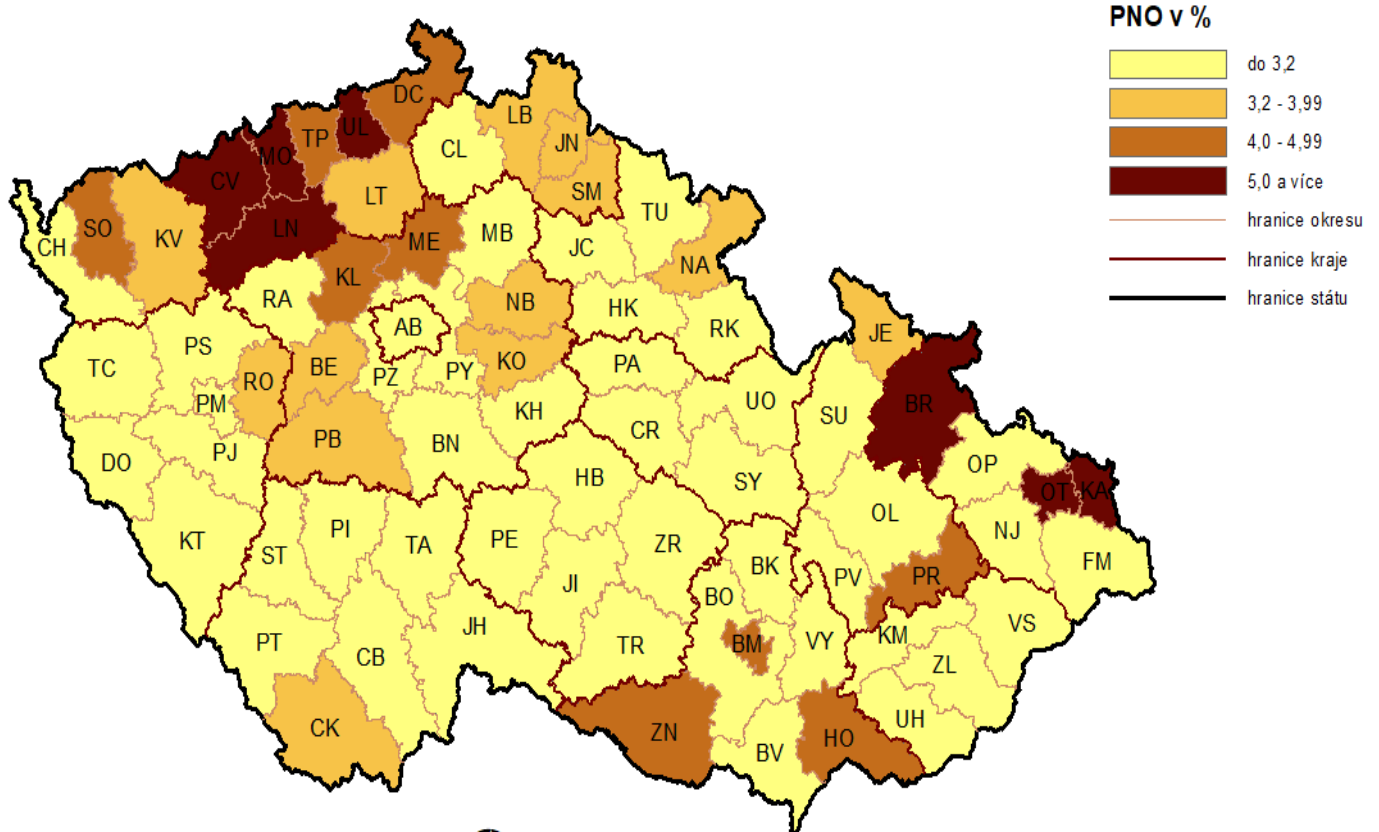 PNO v %
do 3,2
3,2 - 3,99
4,0 - 4,99
5,0 a více
hranice okresu
hranice kraje
hranice státu
DC
LB
UL
TP
JN
CL
MO
CV
LT
SM
TU
SO
KV
LN
ME
MB
JC
CH
NA
KL
RA
NB
HK
AB
RK
JE
PS
KO
PA
TC
BE
RO
PZ
PY
PM
KH
UO
SU
BR
PB
BN
CR
DO
PJ
OP
HB
SY
OT
KA
OL
PI
KT
ST
TA
PE
ZR
NJ
FM
BK
JI
PV
PR
BO
JH
VS
PT
TR
BM
VY
KM
CB
ZL
CK
ZN
UH
HO
BV